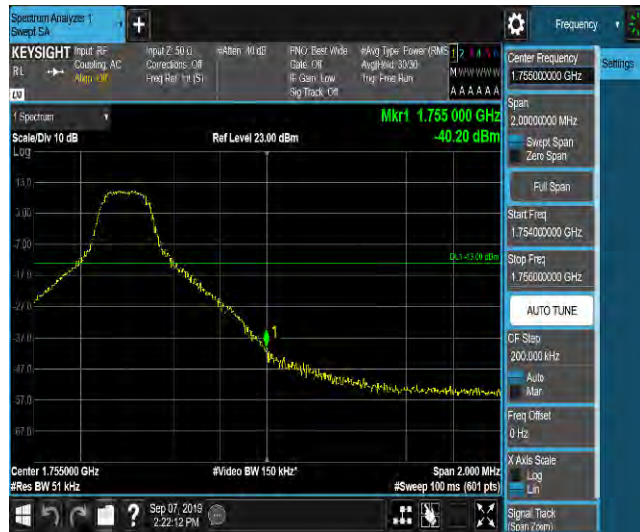 Spectrum Analyzer 1
Swept SA
Frequency
KEYSIGHT
RL
Input: RF
Coupling: AC
Align: Off
Input Z: 50 Ω
Corrections: Off
Freq Ref: Int (S)
#Atten: 40 dB
PNO: Best Wide
Gate: Off
IF Gain: Low
Sig Track: Off
#Avg Type: Power (RMS
Avg|Hold: 30/30
Trig: Free Run
A A A A A A
LXI
1 Spectrum
Scale/Div 10 dB
Log
Ref Level 23.00 dBm
Mkr1 1.755 000 GHz
-40.20 dBm
13.0
3.00
-7.00
-17.0
-27.0
-37.0
-47.0
-57.0
-67.0
DL1 -13.00 dBm
1
Center 1.755000 GHz
#Res BW 51 kHz
#Video BW 150 kHz*
Span 2.000 MHz
#Sweep 100 ms (601 pts)
Center Frequency
1.755000000 GHz
Settings
Span
2.00000000 MHz
Swept Span
Zero Span
Full Span
Start Freq
1.754000000 GHz
Stop Freq
1.756000000 GHz
AUTO TUNE
CF Step
200.000 kHz
Auto
Man
Freq Offset
0 Hz
X Axis Scale
Log
Lin
Signal Track
(Span Zoom)
?
Sep 07, 2019
2:22:12 PM